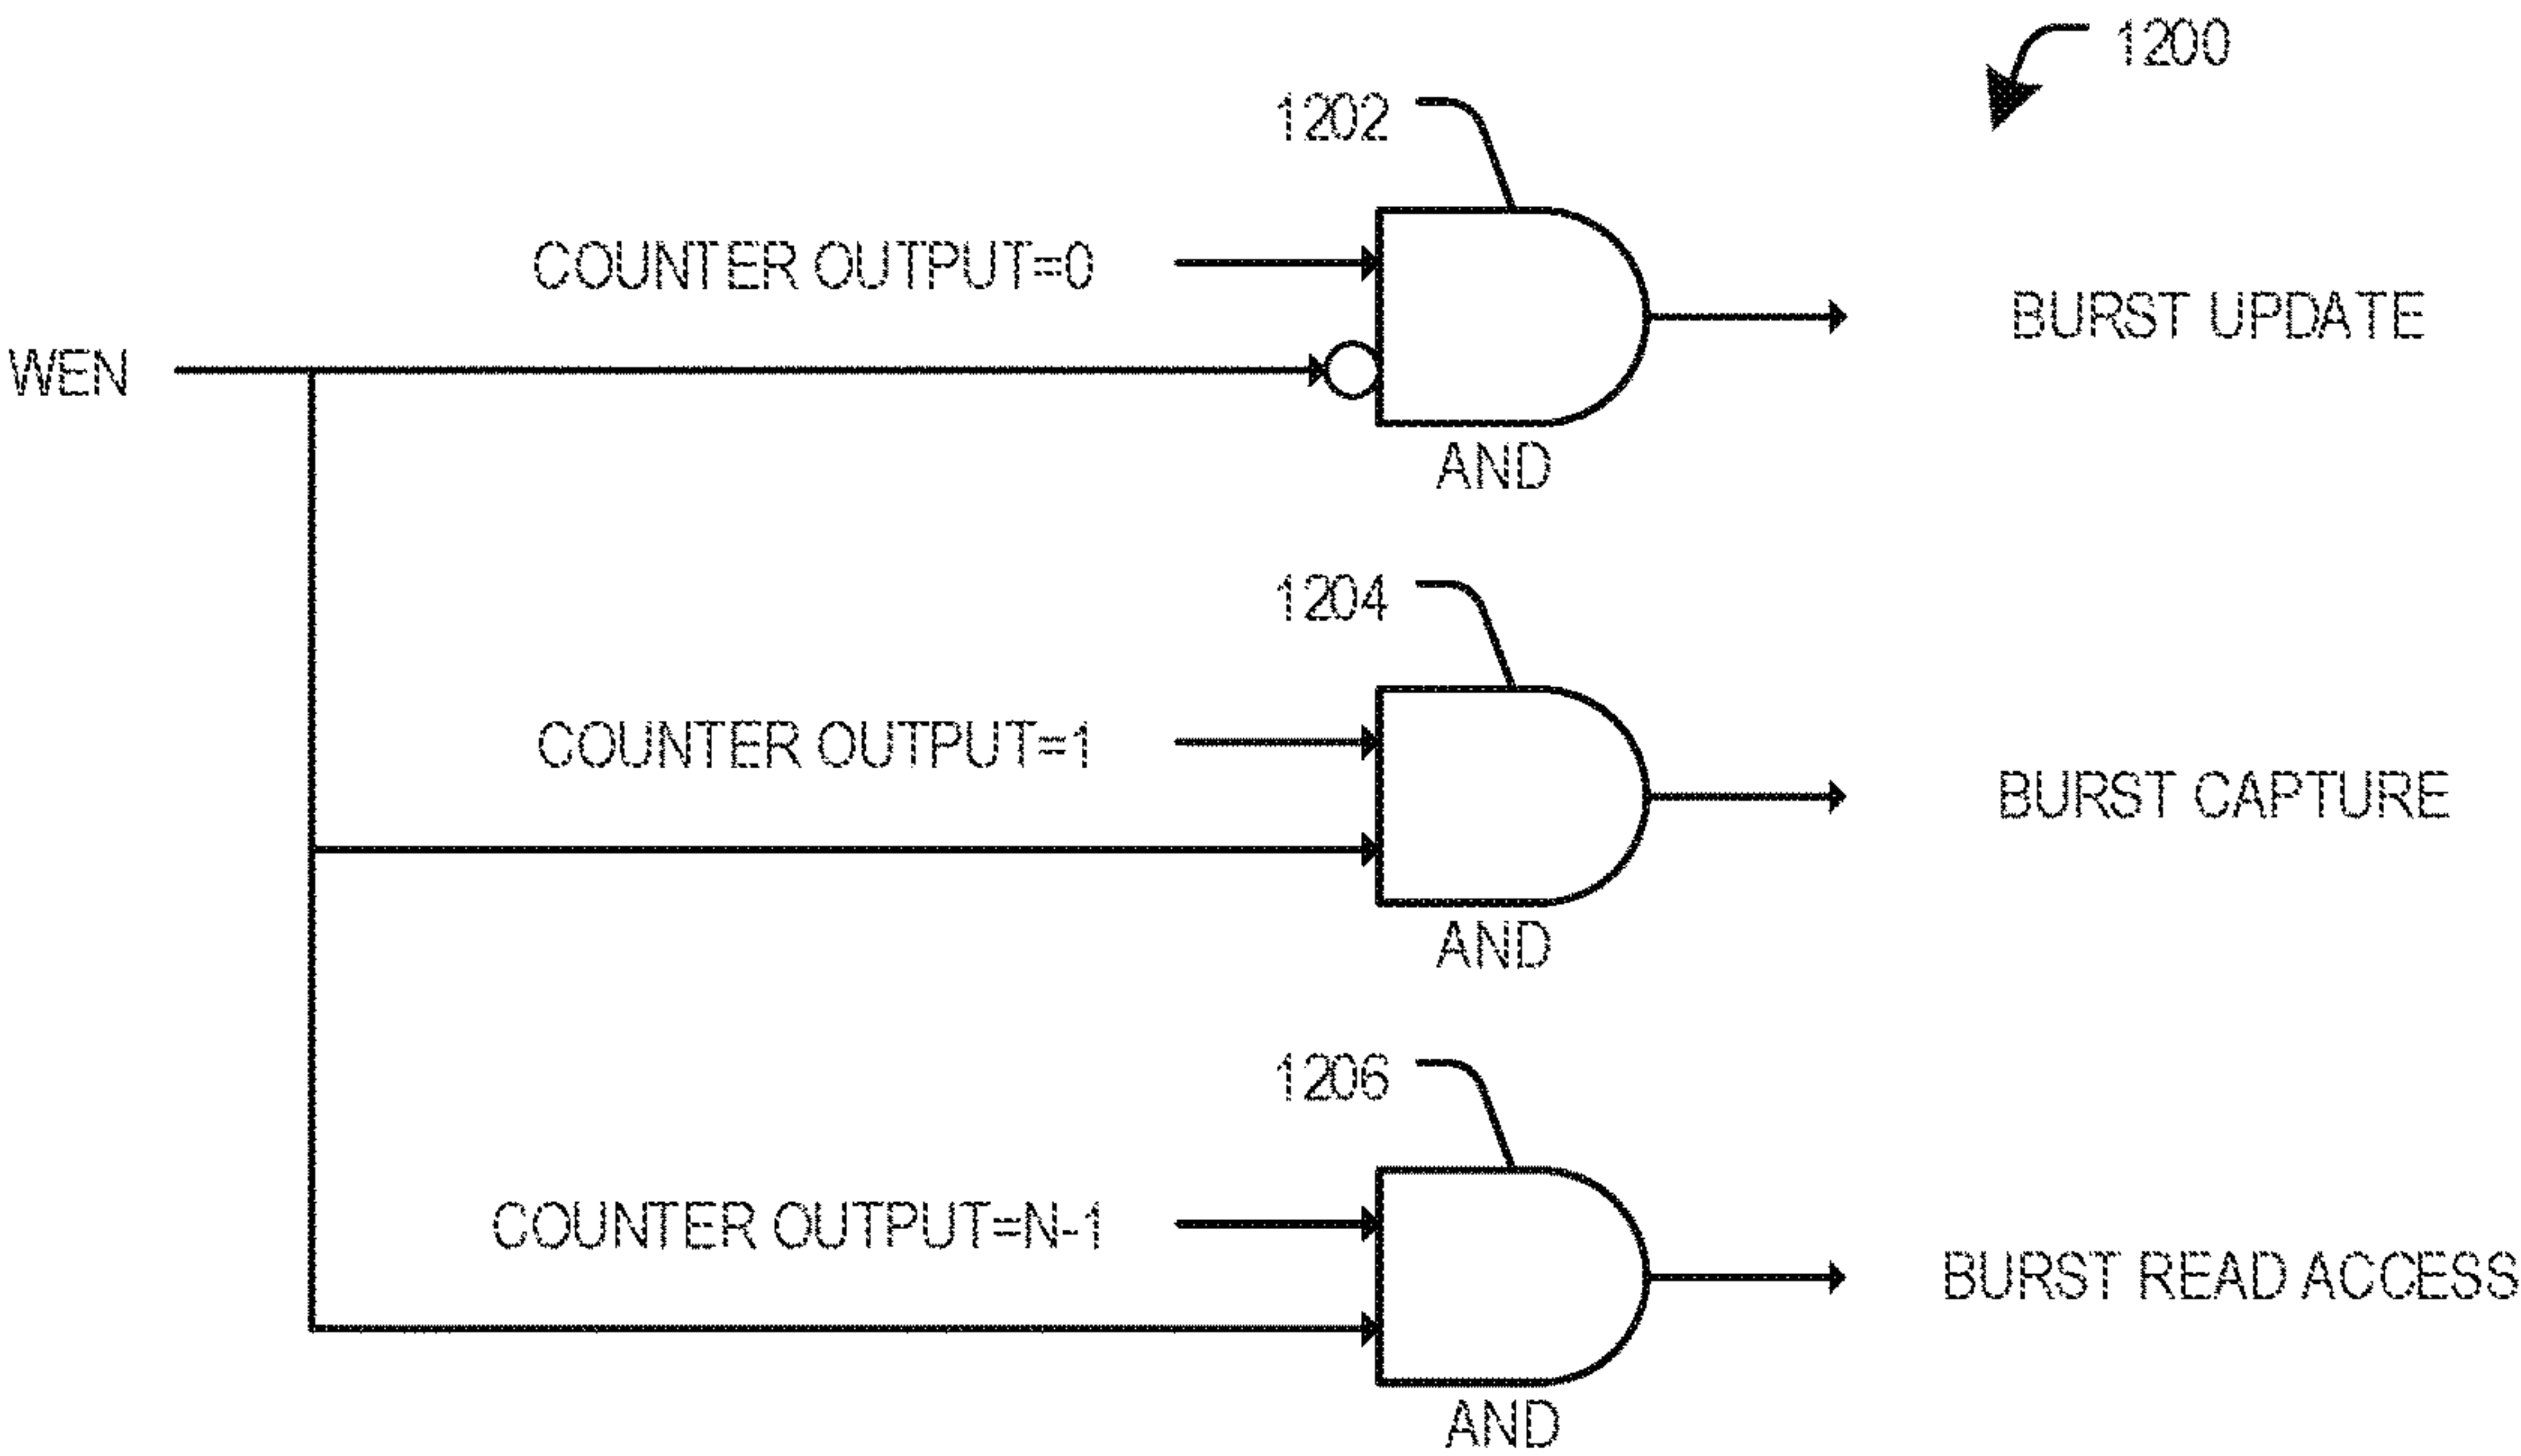 1200
1202
COUNTER OUTPUT=0
BURST UPDATE
WEN
AND
1204
COUNTER OUTPUT=1
BURST CAPTURE
AND
1206
COUNTER OUTPUT=N-1
BURST READ ACCESS
AND